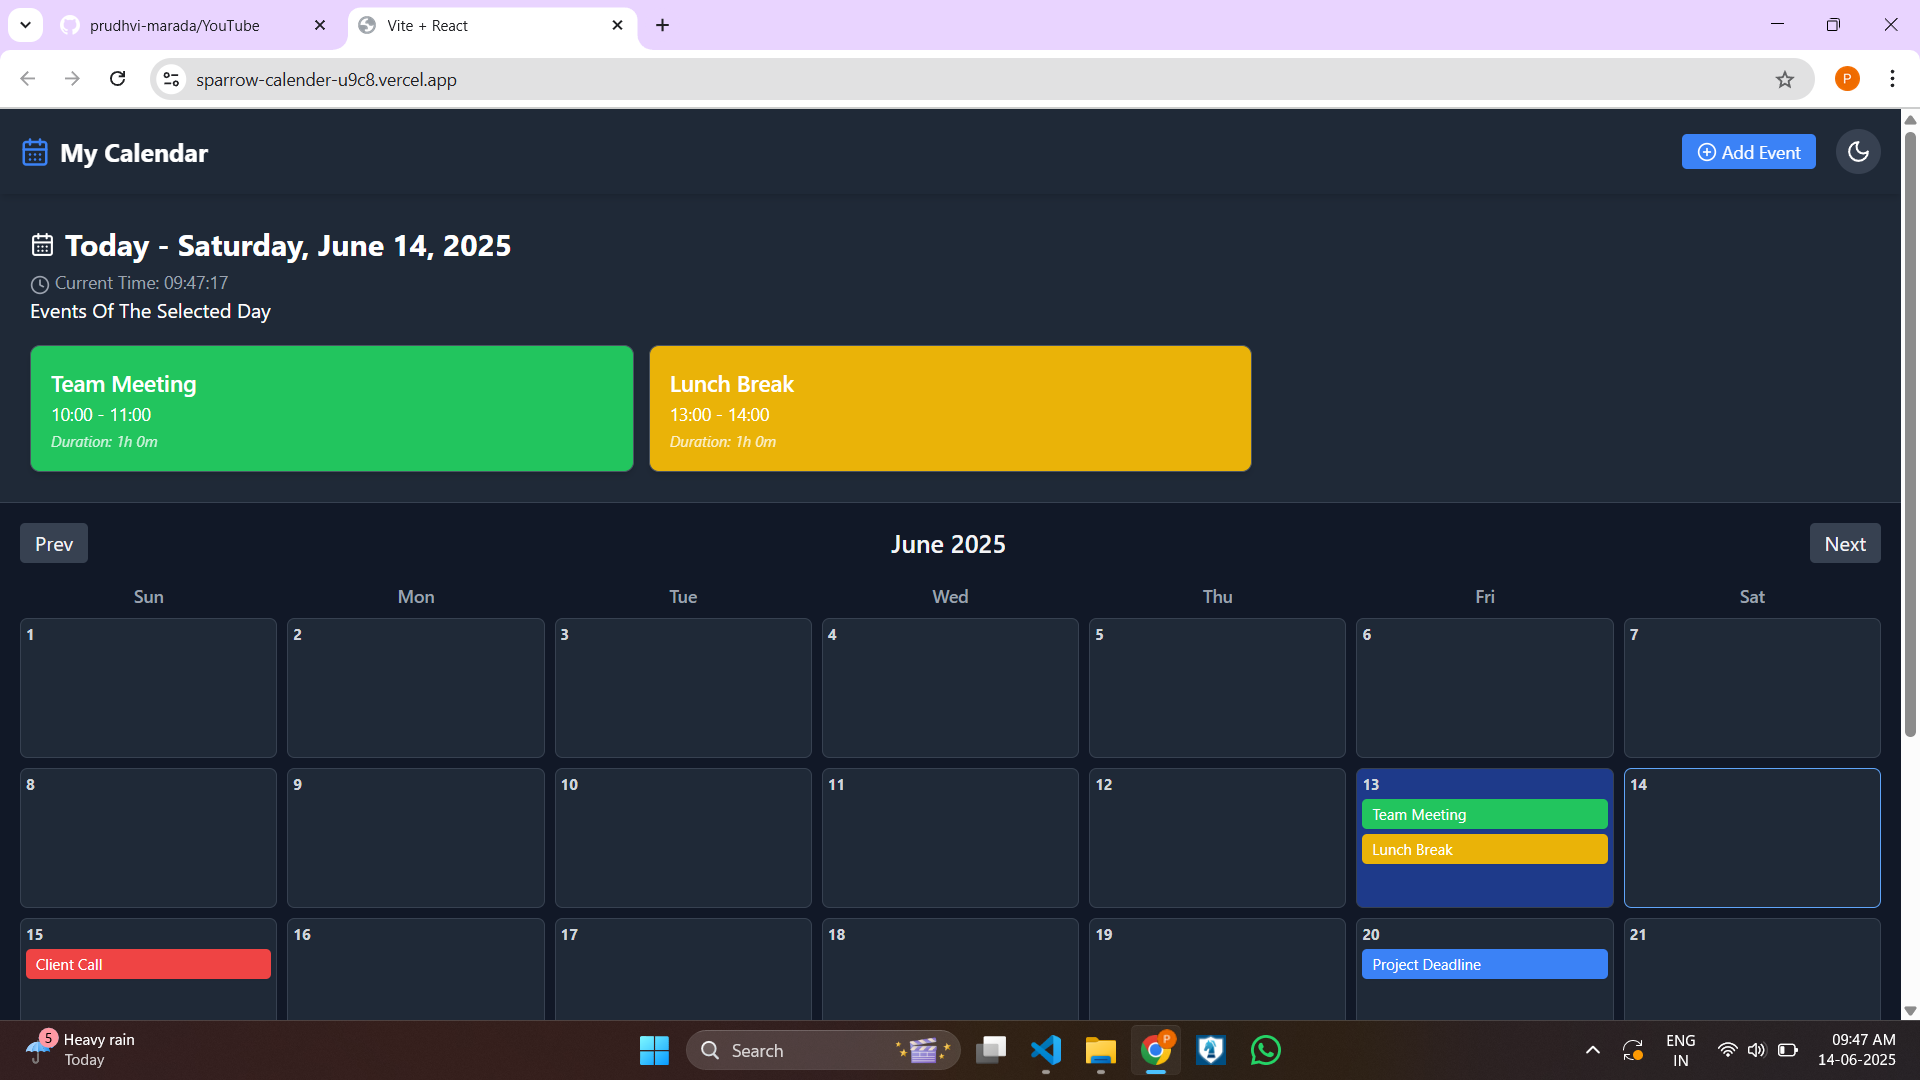 prudhvi-marada/YouTube
Vite + React
sparrow-calender-u9c8.vercel.app
P
My Calendar
Add Event
Today - Saturday, June 14, 2025
Current Time: 09:47:17
Events Of The Selected Day
Team Meeting
10:00 - 11:00
Duration: 1h 0m
Lunch Break
13:00 - 14:00
Duration: 1h 0m
Prev
June 2025
Next
Sun Mon Tue Wed Thu Fri Sat
1 2 3 4 5 6 7
8 9 10 11 12 13 14
Team Meeting
Lunch Break
15 16 17 18 19 20 21
Client Call
Project Deadline
5
Heavy rain
Today
Search
P
ENG
IN
09:47 AM
14-06-2025